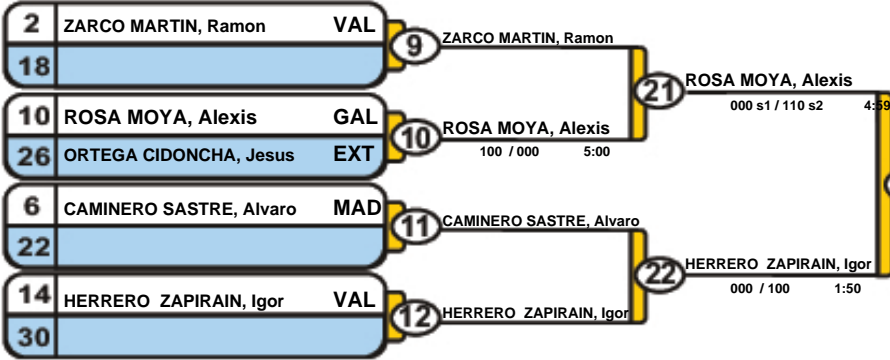 2 ZARCO MARTIN, Ramon VAL
18
9 ZARCO MARTIN, Ramon
10 ROSA MOYA, Alexis GAL
26 ORTEGA CIDONCHA, Jesus EXT
10 ROSA MOYA, Alexis
100 / 000 5:00
21 ROSA MOYA, Alexis
000 s1 / 110 s2 4:59
6 CAMINERO SASTRE, Alvaro MAD
22
11 CAMINERO SASTRE, Alvaro
14 HERRERO ZAPIRAIN, Igor VAL
30
12 HERRERO ZAPIRAIN, Igor
22 HERRERO ZAPIRAIN, Igor
000 / 100 1:50